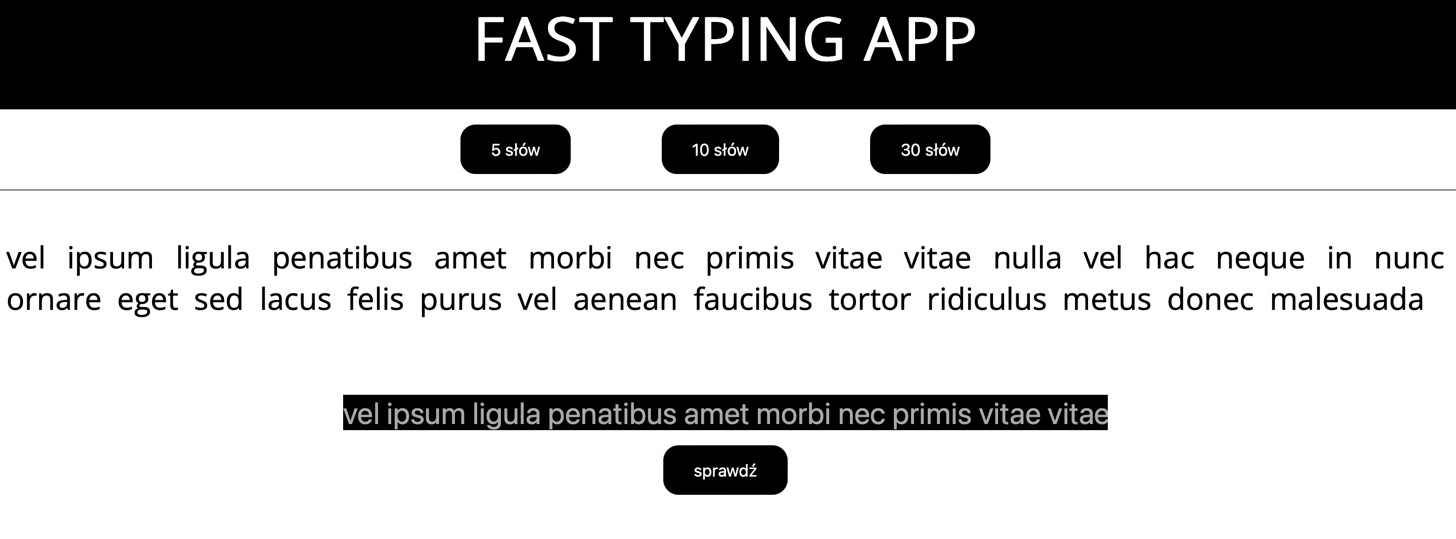 FAST TYPING APP
5 słów
10 słów
30 słów
vel ipsum ligula penatibus amet morbi nec primis vitae vitae nulla vel hac neque in nunc
ornare eget sed lacus felis purus vel aenean faucibus tortor ridiculus metus donec malesuada
vel ipsum ligula penatibus amet morbi nec primis vitae vitae
sprawdź